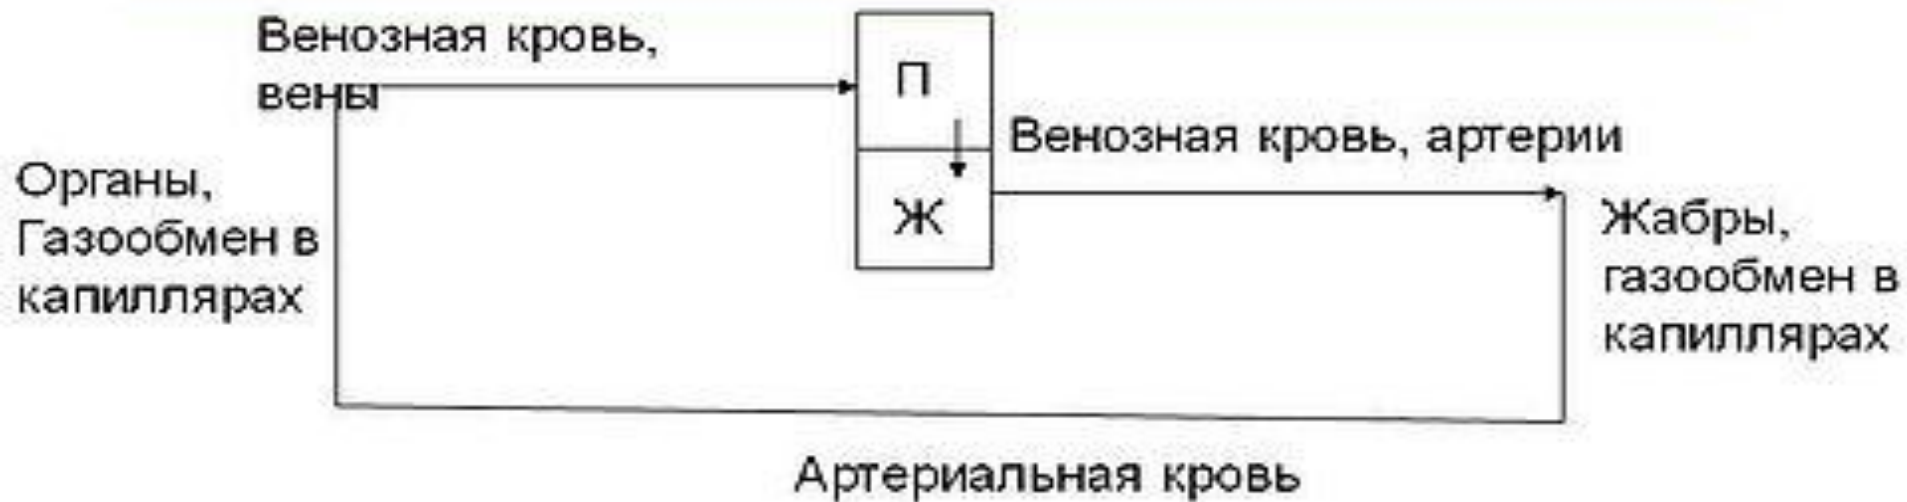 Венозная кровь,
вены
П
Венозная кровь, артерии
Органы,
Газообмен в
капиллярах
Ж
Жабры,
газообмен в
капиллярах
Артериальная кровь